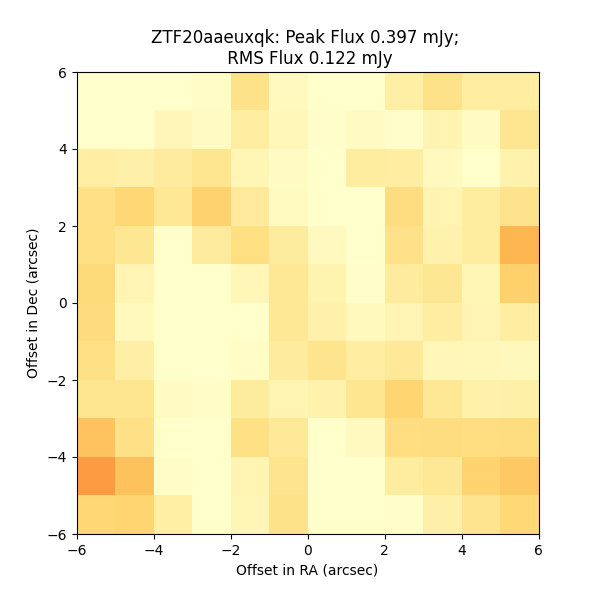 ZTF20aaeuxqk: Peak Flux 0.397 mJy;
RMS Flux 0.122 mJy
6
4
2
0
−2
−4
−6
Offset in Dec (arcsec)
−6 −4 −2 0 2 4 6
Offset in RA (arcsec)